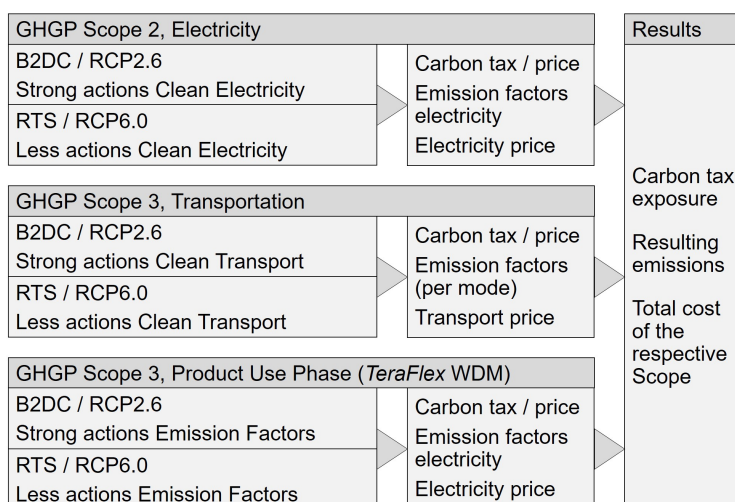 GHGP Scope 2, Electricity
B2DC / RCP2.6
Strong actions Clean Electricity
RTS / RCP6.0
Less actions Clean Electricity
Carbon tax / price
Emission factors
electricity
Electricity price
GHGP Scope 3, Transportation
B2DC / RCP2.6
Strong actions Clean Transport
RTS / RCP6.0
Less actions Clean Transport
Carbon tax / price
Emission factors
(per mode)
Transport price
GHGP Scope 3, Product Use Phase (TeraFlex WDM)
B2DC / RCP2.6
Strong actions Emission Factors
RTS / RCP6.0
Less actions Emission Factors
Carbon tax / price
Emission factors
electricity
Electricity price
Results
Carbon tax
exposure
Resulting
emissions
Total cost
of the
respective
Scope